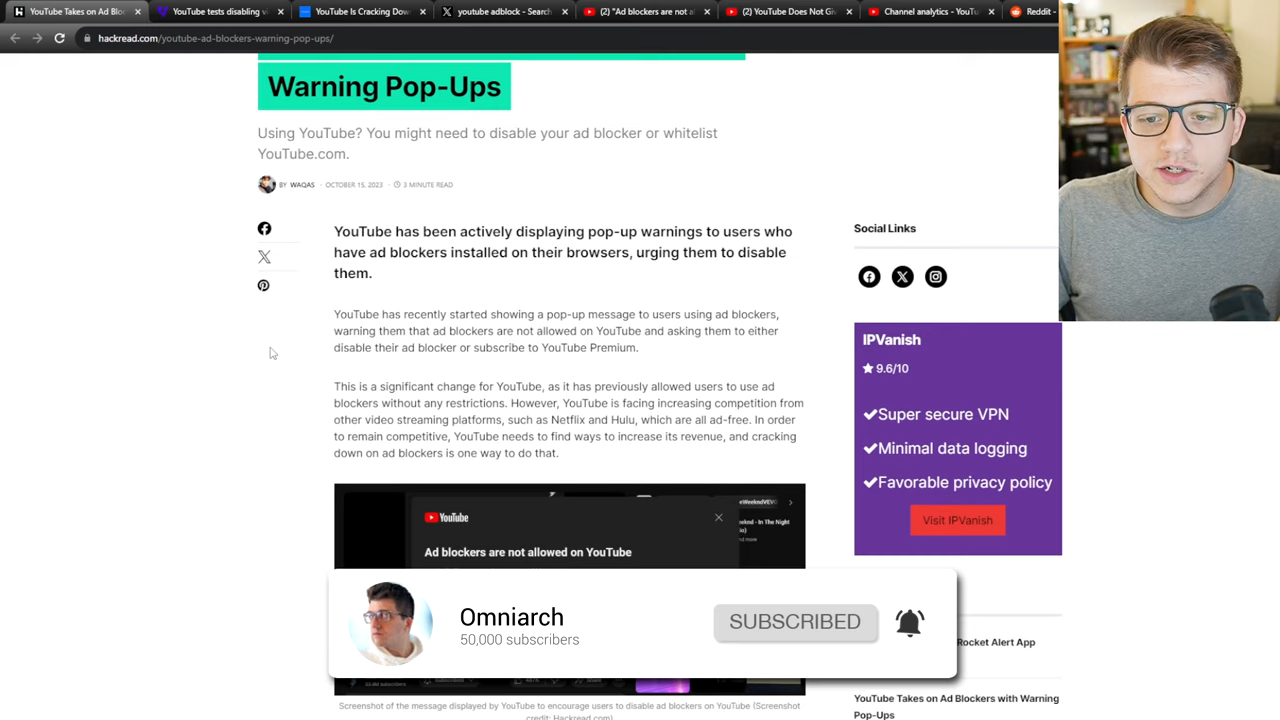 YouTube Takes on Ad Bloc
YouTube tests disabling vi
YouTube Is Cracking Dow
youtube adblock - Search
(2) "Ad blockers are not a
(2) YouTube Does Not Gi
Channel analytics - YouTu
Reddit -
hackread.com/youtube-ad-blockers-warning-pop-ups/
Warning Pop-Ups
Using YouTube? You might need to disable your ad blocker or whitelist
YouTube.com.
BY WAQAS · OCTOBER 15, 2023 · 3 MINUTE READ
YouTube has been actively displaying pop-up warnings to users who
have ad blockers installed on their browsers, urging them to disable
them.
YouTube has recently started showing a pop-up message to users using ad blockers,
warning them that ad blockers are not allowed on YouTube and asking them to either
disable their ad blocker or subscribe to YouTube Premium.
This is a significant change for YouTube, as it has previously allowed users to use ad
blockers without any restrictions. However, YouTube is facing increasing competition from
other video streaming platforms, such as Netflix and Hulu, which are all ad-free. In order
to remain competitive, YouTube needs to find ways to increase its revenue, and cracking
down on ad blockers is one way to do that.
YouTube
Ad blockers are not allowed on YouTube
eWeekndVEVO
eknd - In The Night
Omniarch
50,000 subscribers
SUBSCRIBED
Screenshot of the message displayed by YouTube to encourage users to disable ad blockers on YouTube (Screenshot
credit: Hackread.com)
Social Links
IPVanish
9.6/10
Super secure VPN
Minimal data logging
Favorable privacy policy
Visit IPVanish
Rocket Alert App
YouTube Takes on Ad Blockers with Warning
Pop-Ups